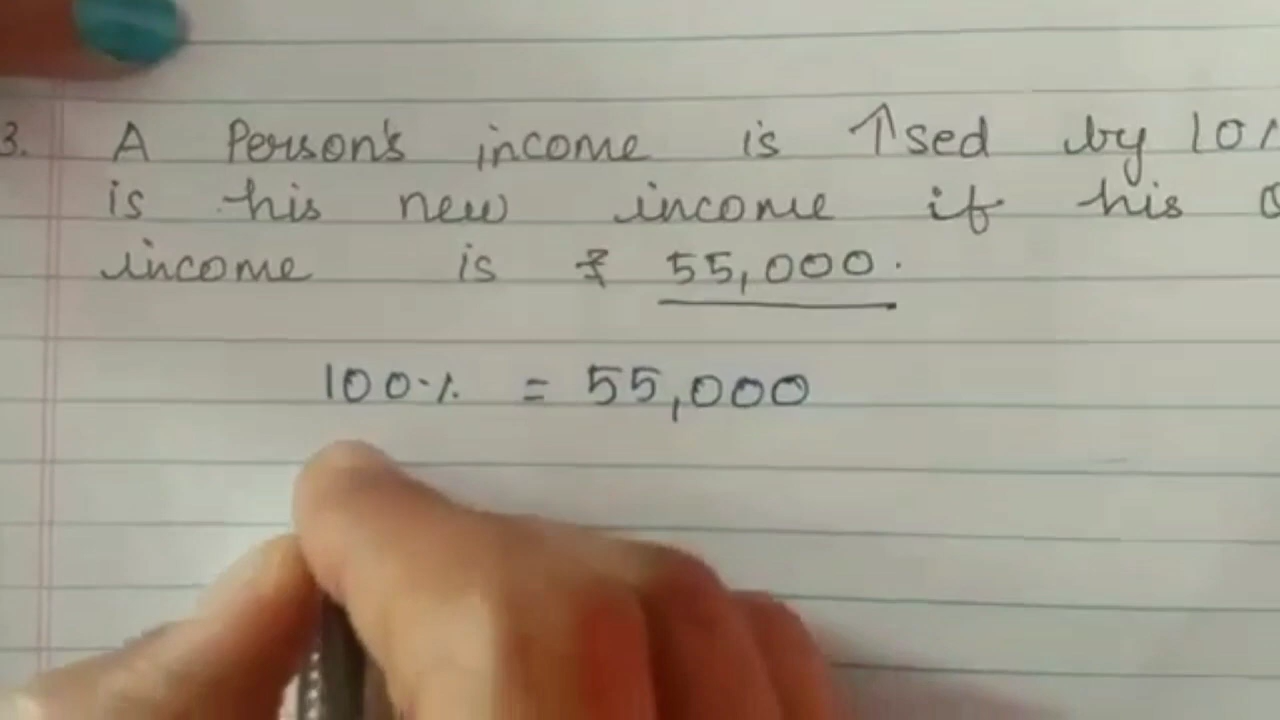 3. A Person's income is ↑sed by 10%
is his new income if his
income is ₹ 55,000.
100% = 55,000